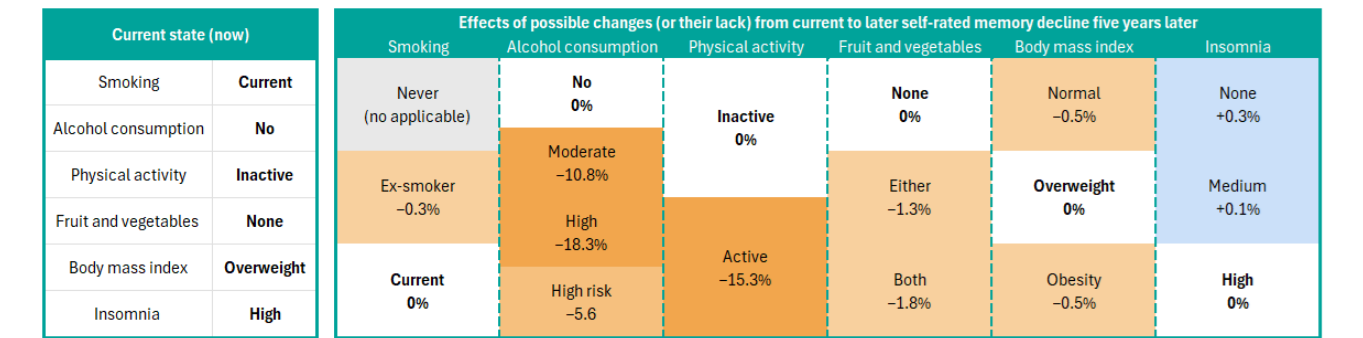 Current state (now)
Smoking Current
Alcohol consumption No
Physical activity Inactive
Fruit and vegetables None
Body mass index Overweight
Insomnia High
Effects of possible changes (or their lack) from current to later self-rated memory decline five years later
Smoking Alcohol consumption Physical activity Fruit and vegetables Body mass index Insomnia
Never
(no applicable)
Ex-smoker
−0.3%
Current
0%
No
0%
Moderate
−10.8%
High
−18.3%
High risk
−5.6
Inactive
0%
Active
−15.3%
None
0%
Either
−1.3%
Both
−1.8%
Normal
−0.5%
Overweight
0%
Obesity
−0.5%
None
+0.3%
Medium
+0.1%
High
0%